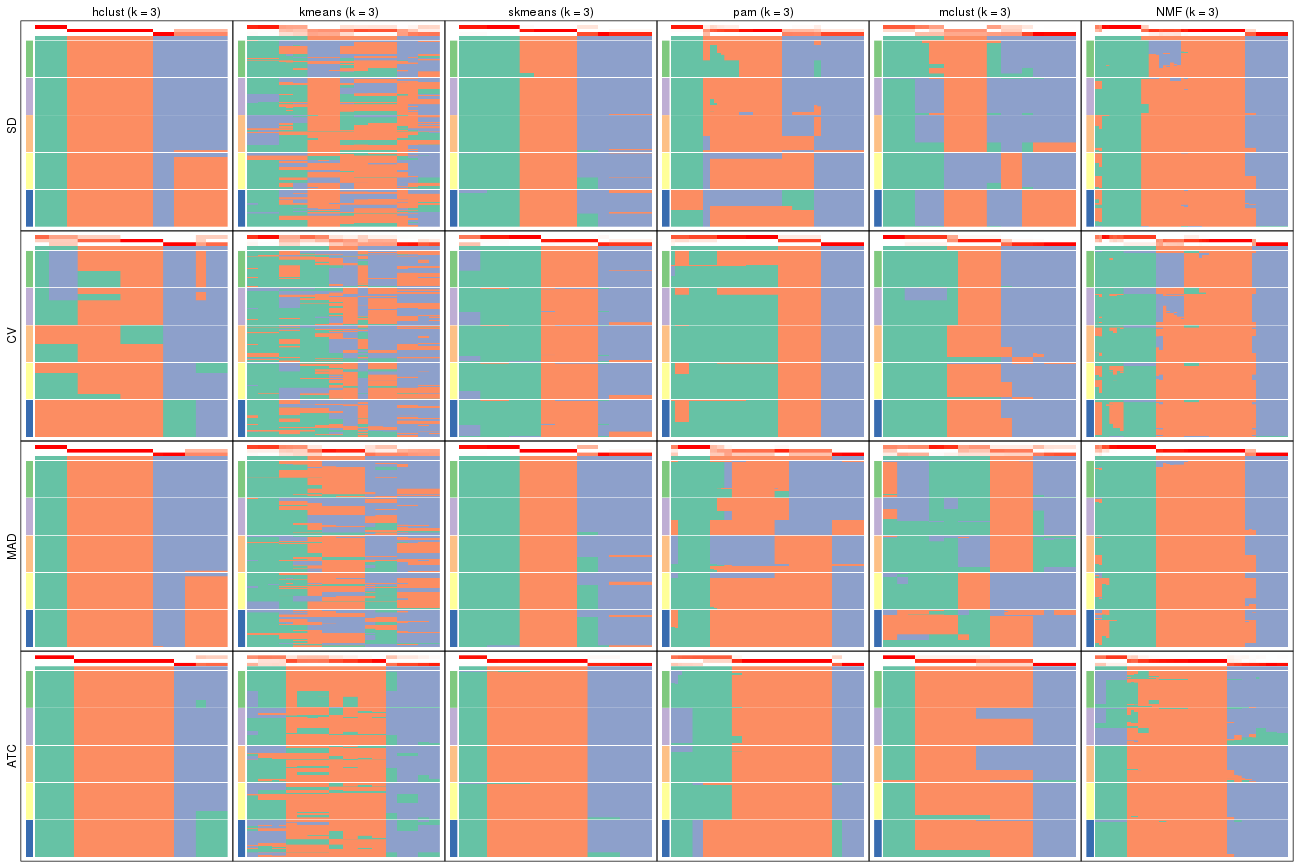 hclust (k = 3) kmeans (k = 3) skmeans (k = 3) pam (k = 3) mclust (k = 3) NMF (k = 3)
SD
CV
MAD
ATC